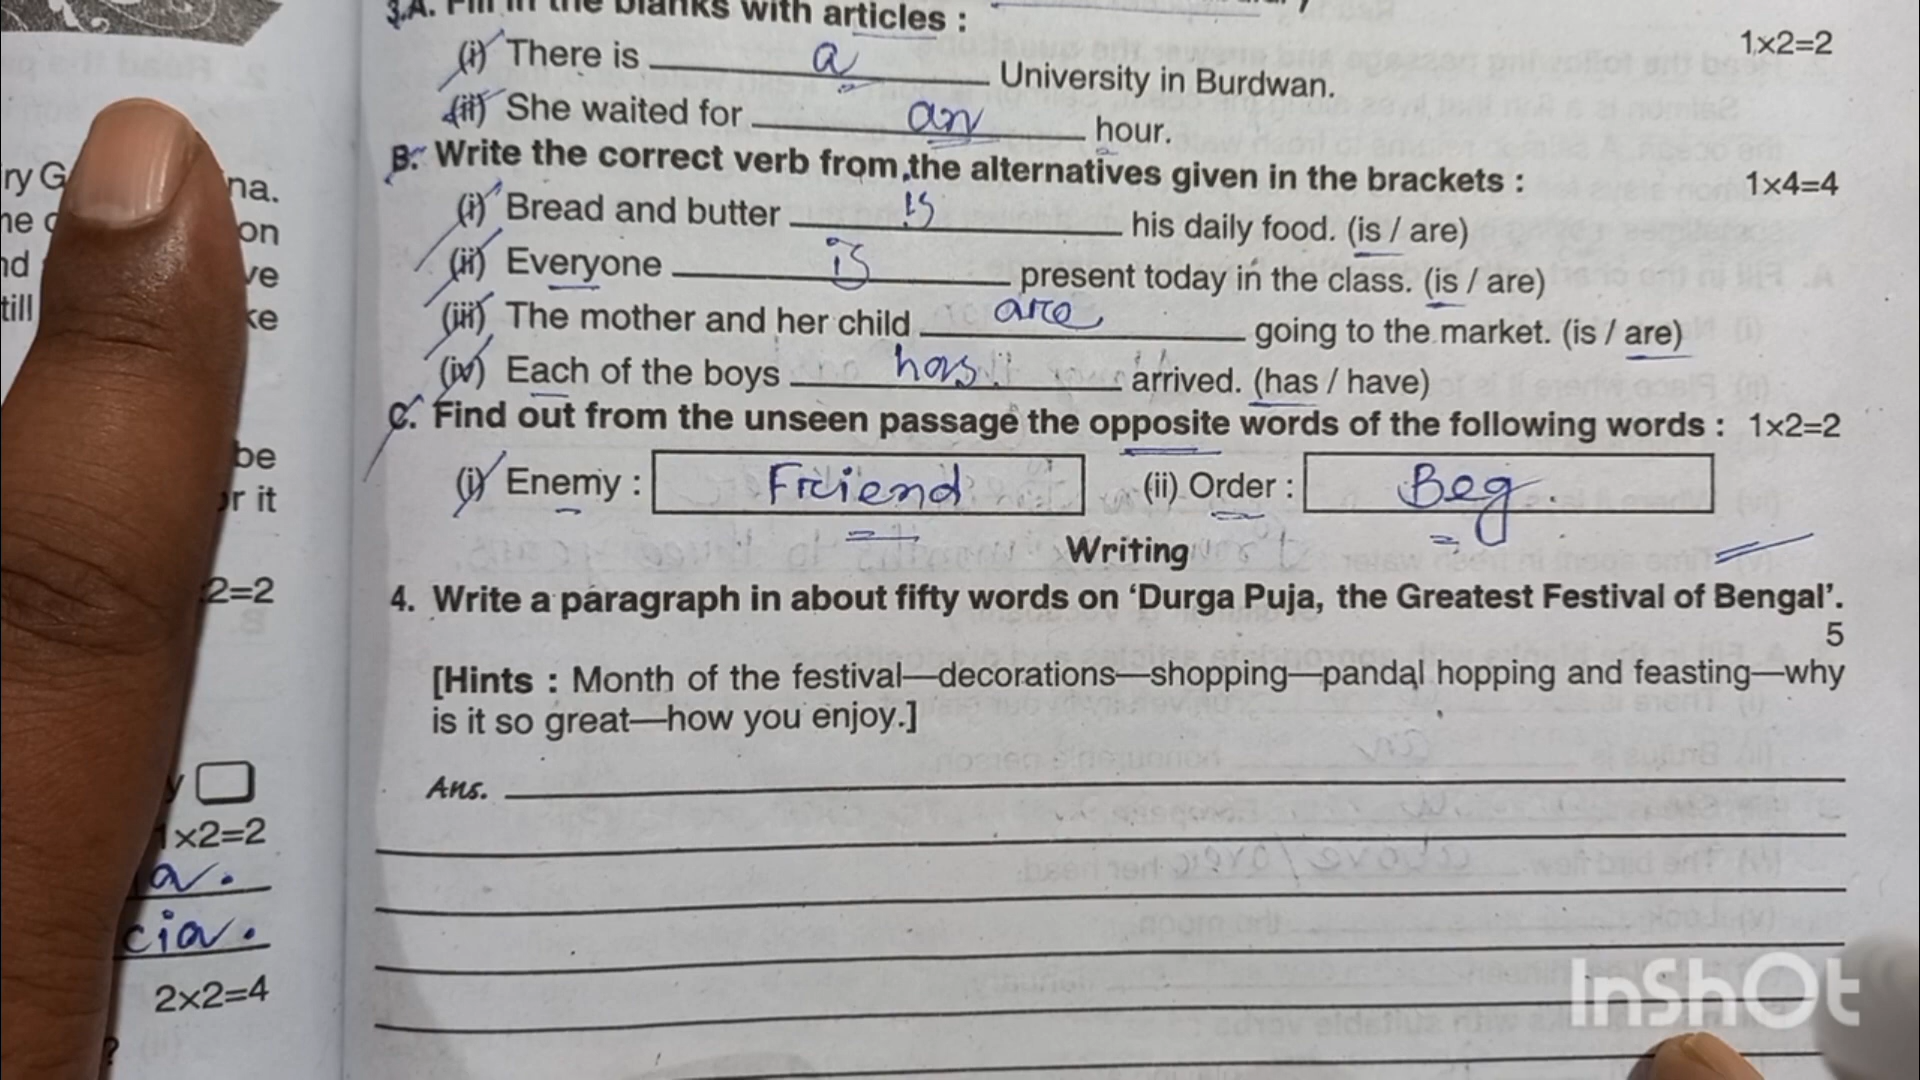 3.A. Fill in the blanks with articles : 1×2=2
(i) There is a University in Burdwan.
(ii) She waited for an hour.
B. Write the correct verb from the alternatives given in the brackets : 1×4=4
(i) Bread and butter is his daily food. (is / are)
(ii) Everyone is present today in the class. (is / are)
(iii) The mother and her child are going to the market. (is / are)
(iv) Each of the boys has arrived. (has / have)
C. Find out from the unseen passage the opposite words of the following words : 1×2=2
(i) Enemy : Friend (ii) Order : Beg.
Writing
4. Write a paragraph in about fifty words on ‘Durga Puja, the Greatest Festival of Bengal’.
5
[Hints : Month of the festival—decorations—shopping—pandal hopping and feasting—why
is it so great—how you enjoy.]
Ans.
na.
on
ve
till ke
be
or it
2=2
y
1×2=2
a.
cia.
2×2=4
?
InShOt